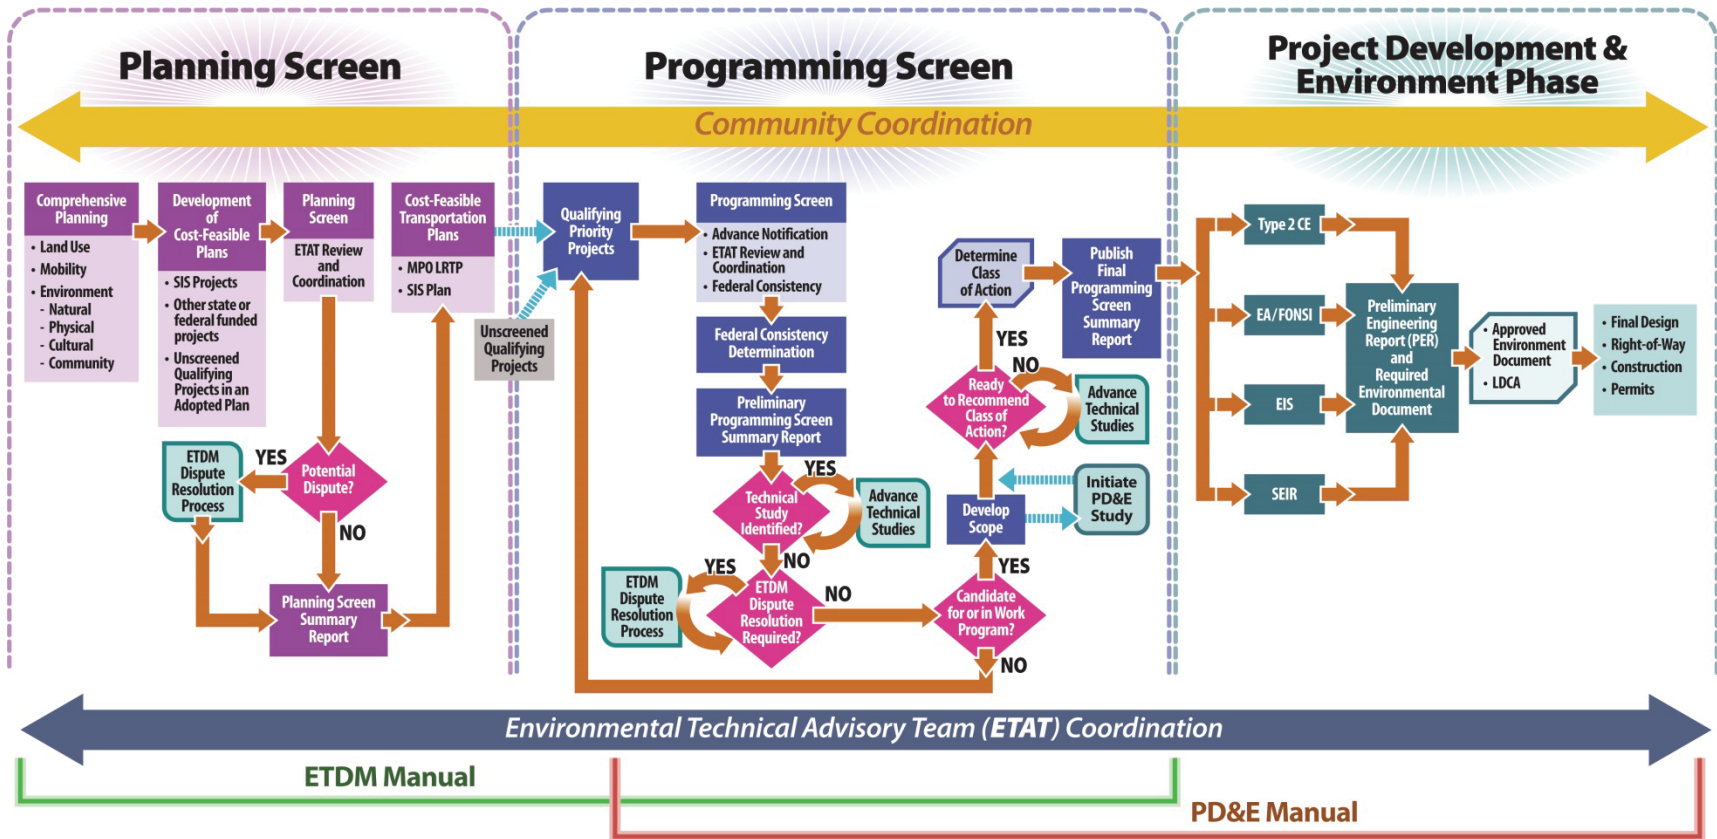 Planning Screen
Programming Screen
Project Development &
Environment Phase
Community Coordination
Comprehensive
Planning
• Land Use
• Mobility
• Environment
- Natural
- Physical
- Cultural
- Community
Development
of
Cost-Feasible
Plans
• SIS Projects
• Other state or
federal funded
projects
• Unscreened
Qualifying
Projects in an
Adopted Plan
Planning
Screen
ETAT Review
and
Coordination
Cost-Feasible
Transportation
Plans
• MPO LRTP
• SIS Plan
Potential
Dispute?
YES
NO
ETDM
Dispute
Resolution
Process
Planning Screen
Summary
Report
Qualifying
Priority
Projects
Unscreened
Qualifying
Projects
Programming Screen
• Advance Notification
• ETAT Review and
Coordination
• Federal Consistency
Federal Consistency
Determination
Preliminary
Programming Screen
Summary Report
Technical
Study
Identified?
YES
Advance
Technical
Studies
NO
ETDM
Dispute
Resolution
Required?
YES
ETDM
Dispute
Resolution
Process
NO
Candidate
for or in Work
Program?
NO
YES
Develop
Scope
Initiate
PD&E
Study
Ready
to Recommend
Class of
Action?
NO
Advance
Technical
Studies
YES
Determine
Class
of Action
Publish
Final
Programming
Screen
Summary
Report
Type 2 CE
EA/FONSI
EIS
SEIR
Preliminary
Engineering
Report (PER)
and
Required
Environmental
Document
• Approved
Environment
Document
• LDCA
• Final Design
• Right-of-Way
• Construction
• Permits
Environmental Technical Advisory Team (ETAT) Coordination
ETDM Manual
PD&E Manual